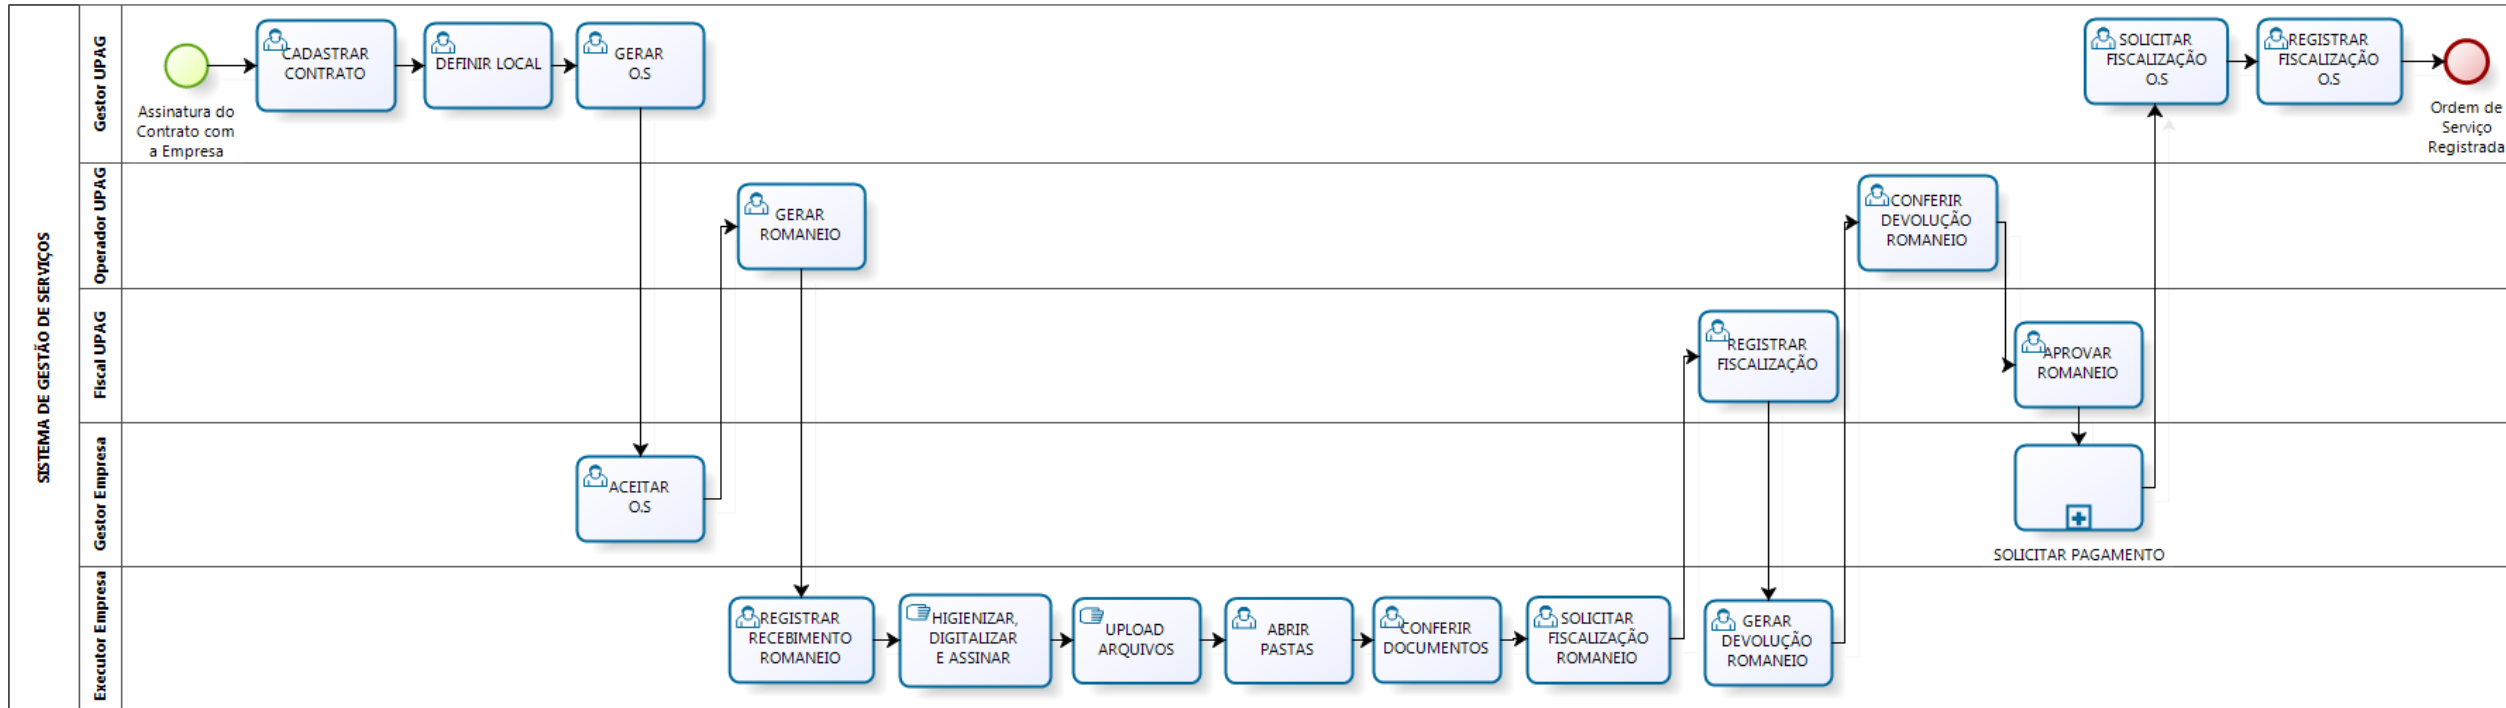 SISTEMA DE GESTÃO DE SERVIÇOS
Gestor UPAG
Assinatura do
Contrato com
a Empresa
CADASTRAR
CONTRATO
DEFINIR LOCAL
GERAR
O.S
SOLICITAR
FISCALIZAÇÃO
O.S
REGISTRAR
FISCALIZAÇÃO
O.S
Ordem de
Serviço
Registrada
Operador UPAG
GERAR
ROMANEIO
CONFERIR
DEVOLUÇÃO
ROMANEIO
Fiscal UPAG
REGISTRAR
FISCALIZAÇÃO
APROVAR
ROMANEIO
Gestor Empresa
ACEITAR
O.S
SOLICITAR PAGAMENTO
Executor Empresa
REGISTRAR
RECEBIMENTO
ROMANEIO
HIGIENIZAR,
DIGITALIZAR
E ASSINAR
UPLOAD
ARQUIVOS
ABRIR
PASTAS
CONFERIR
DOCUMENTOS
SOLICITAR
FISCALIZAÇÃO
ROMANEIO
GERAR
DEVOLUÇÃO
ROMANEIO